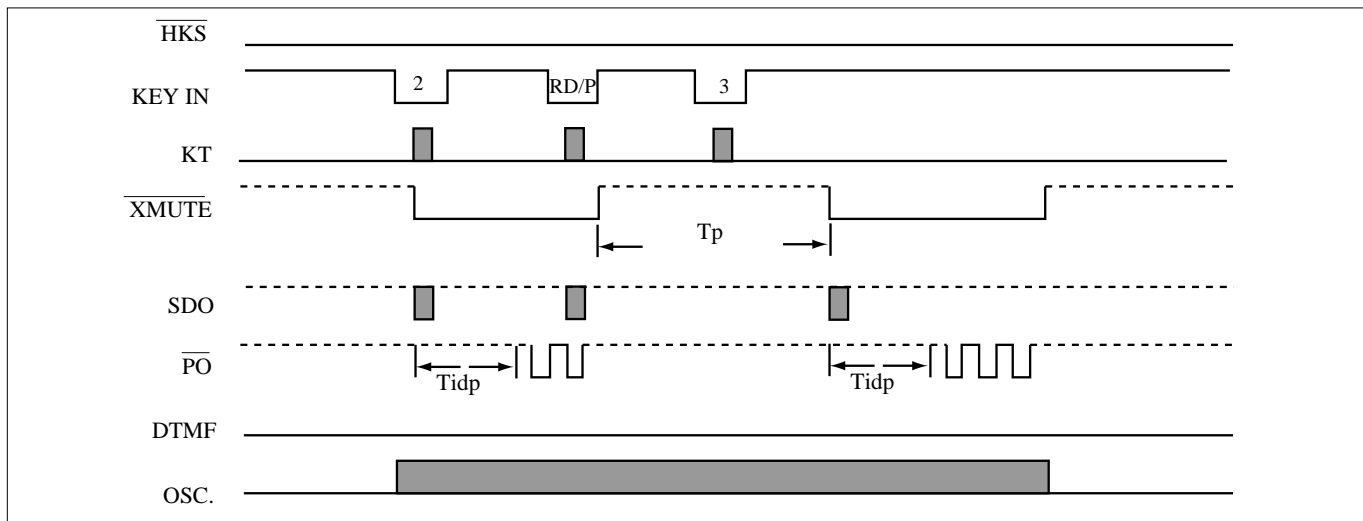 HKS
KEY IN
2
RD/P
3
KT
XMUTE
Tp
SDO
PO
Tidp
Tidp
DTMF
OSC.